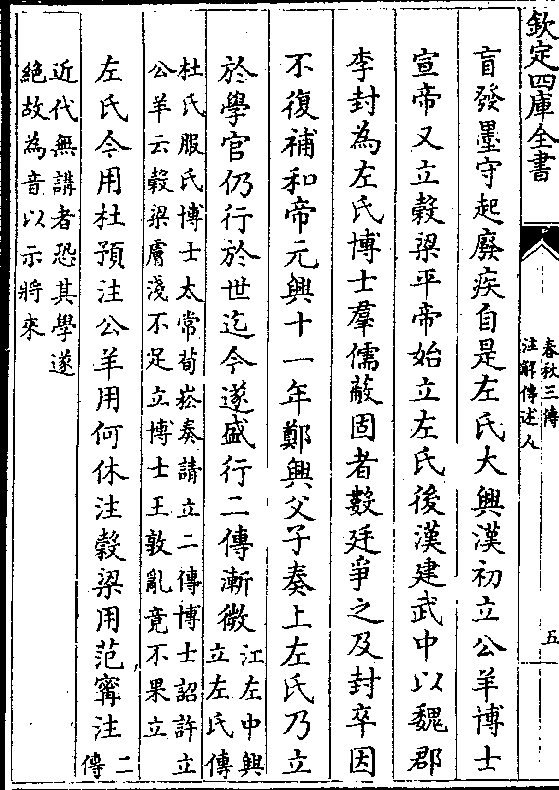 欽定四庫全書
春秋三傳
注解傳述人
五
盲發墨守起廢疾自是左氏大興漢初立公羊博士
宣帝又立穀梁平帝始立左氏後漢建武中以魏郡
李封為左氏博士羣儒蔽固者數廷爭之及封卒因
不復補和帝元興十一年鄭興父子奏上左氏乃立
於學官仍行於世迄今遂盛行二傳漸微
江左中興
立左氏傳
杜氏服氏博士太常荀崧奏請立二傳博士詔許立
公羊云穀梁膚淺不足立博士王敦亂竟不果立
左氏今用杜預注公羊用何休注穀梁用范甯注
二
傳
近代無講者恐其學遂
絕故為音以示將來